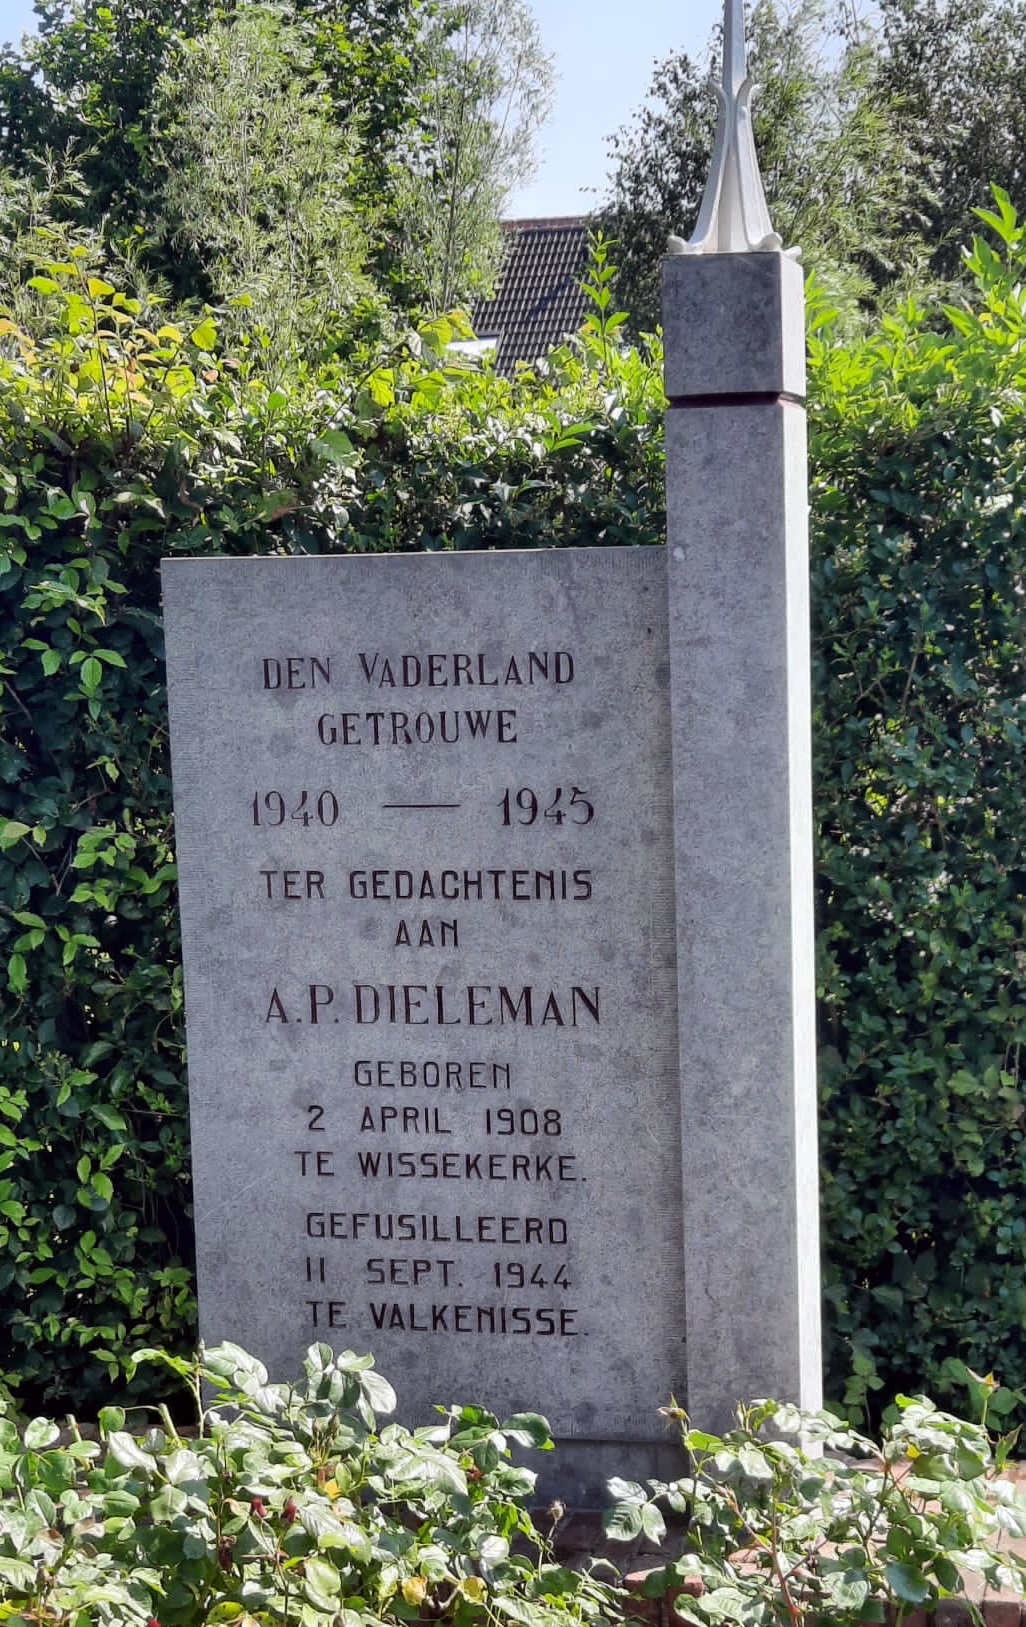 DEN VADERLAND
GETROUWE
1940 — 1945
TER GEDACHTENIS
AAN
A.P. DIELEMAN
GEBOREN
2 APRIL 1908
TE WISSEKERKE.
GEFUSILLEERD
11 SEPT. 1944
TE VALKENISSE.